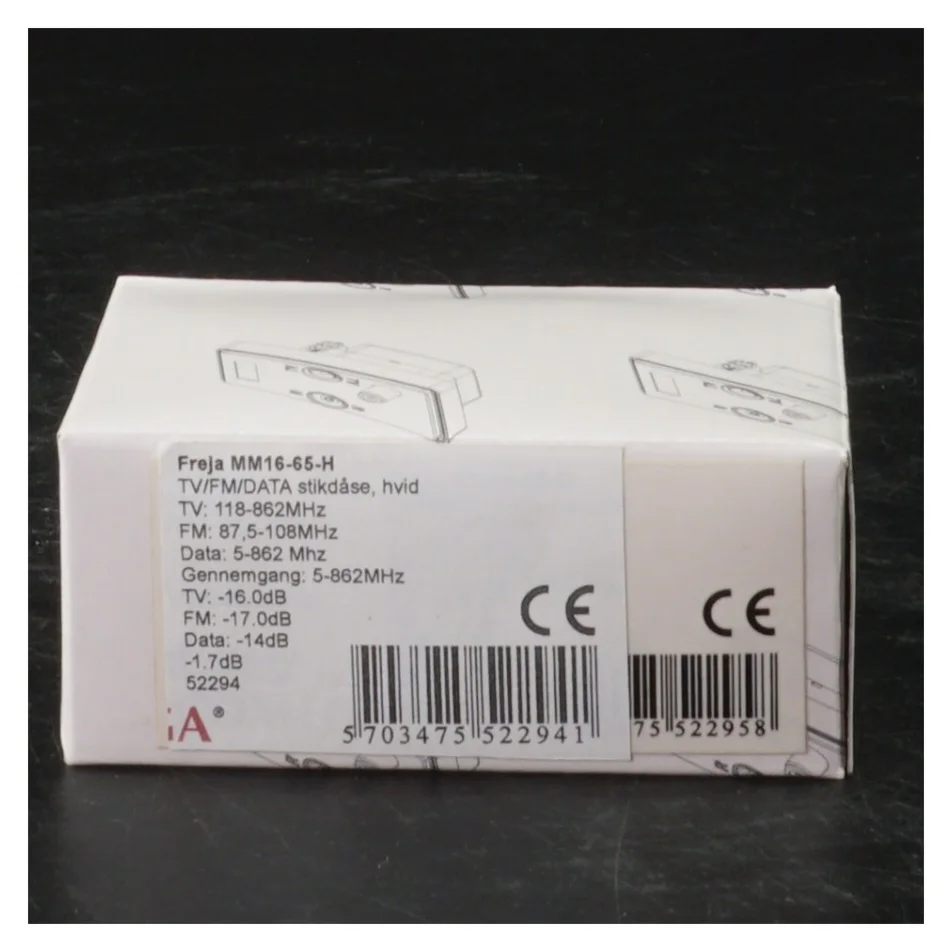 Freja MM16-65-H
TV/FM/DATA stikdåse, hvid
TV: 118-862MHz
FM: 87,5-108MHz
Data: 5-862 Mhz
Gennemgang: 5-862MHz
TV: -16.0dB
FM: -17.0dB
Data: -14dB
-1.7dB
52294
CE
5 703475 522941
A®
CE
75 522958